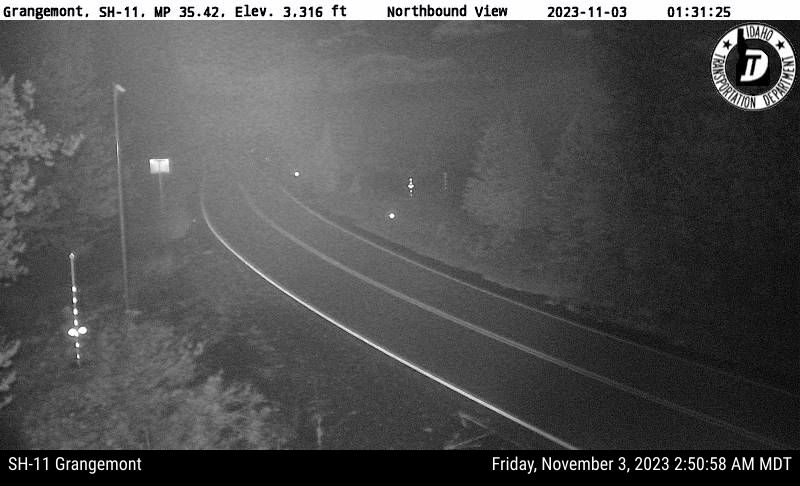 Grangemont, SH-11, MP 35.42, Elev. 3,316 ft Northbound View 2023-11-03 01:31:25
IDAHO
TRANSPORTATION DEPARTMENT
SH-11 Grangemont Friday, November 3, 2023 2:50:58 AM MDT